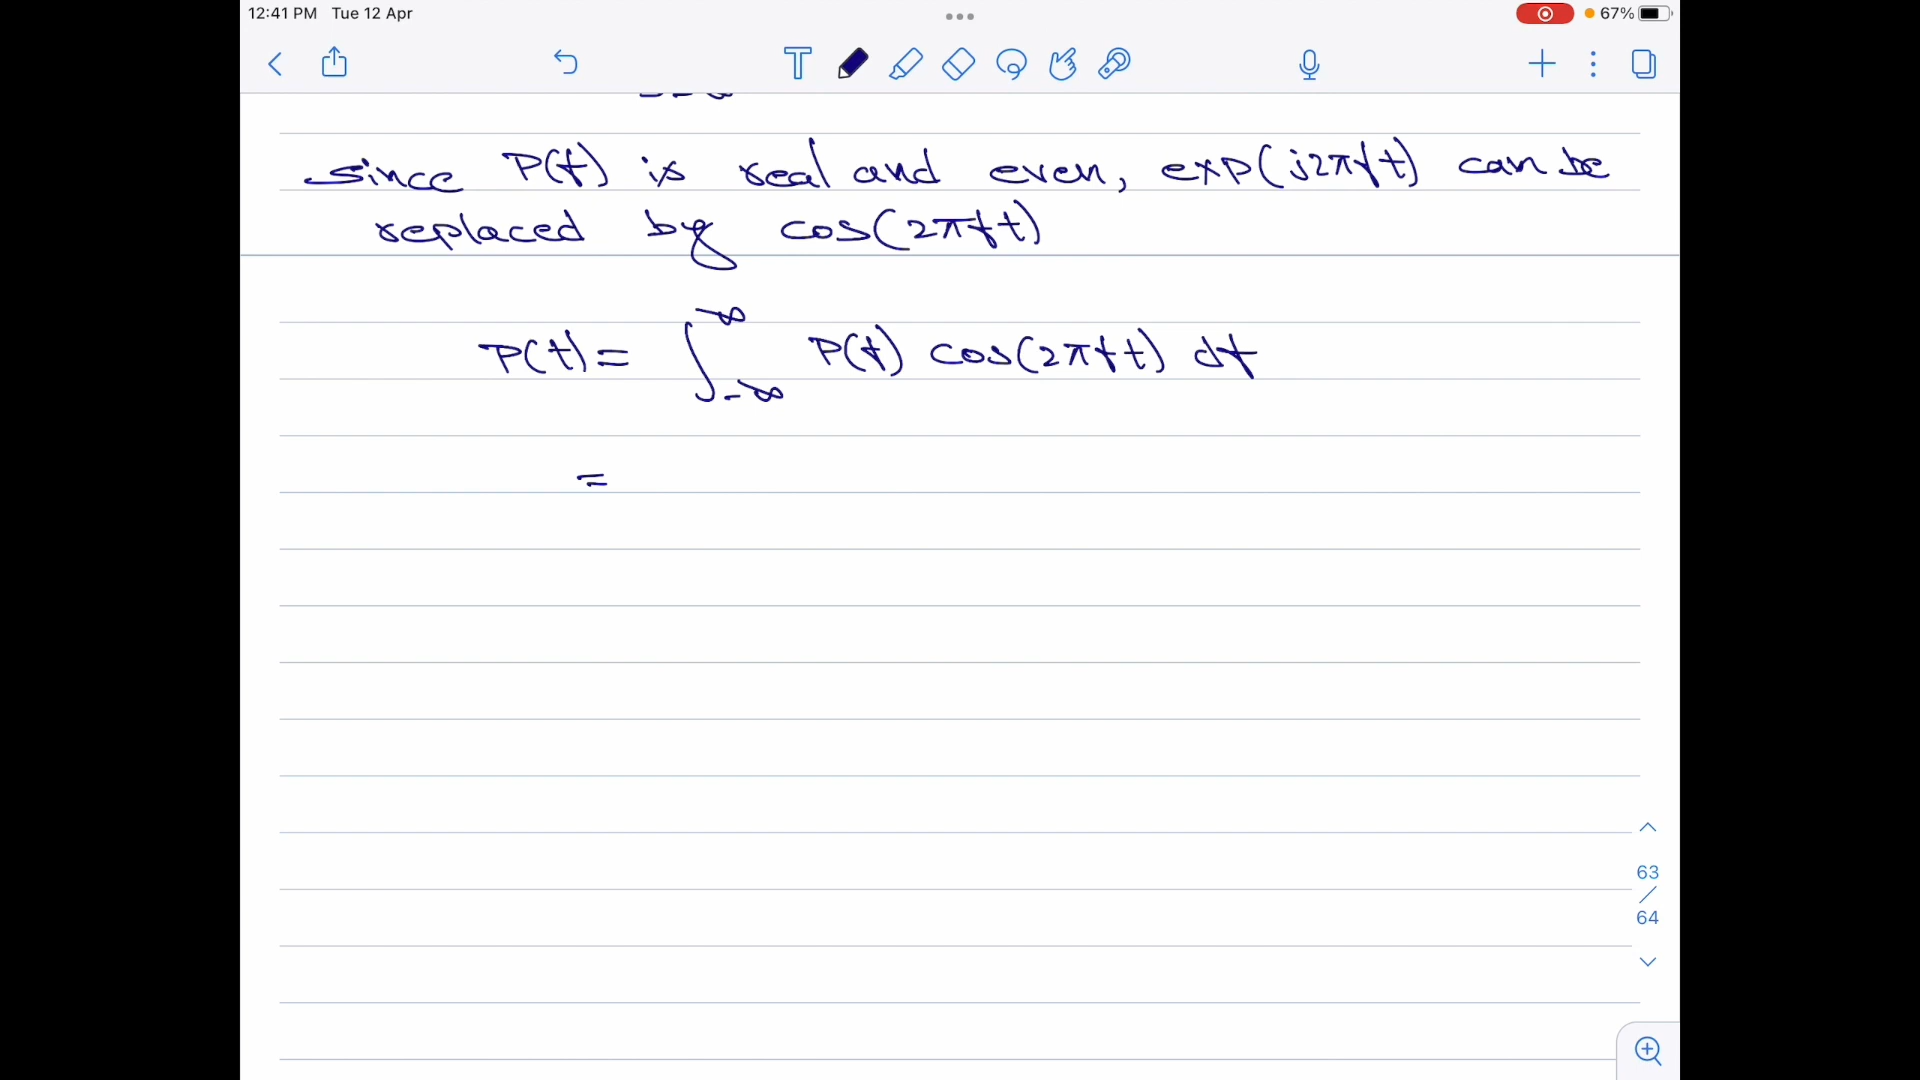 12:41 PM Tue 12 Apr
67%
since P(f) is real and even, exp(j2πft) can be
replaced by cos(2πft)
P(t) = ∫_{-∞}^{∞} P(f) cos(2πft) df
=
63
/
64